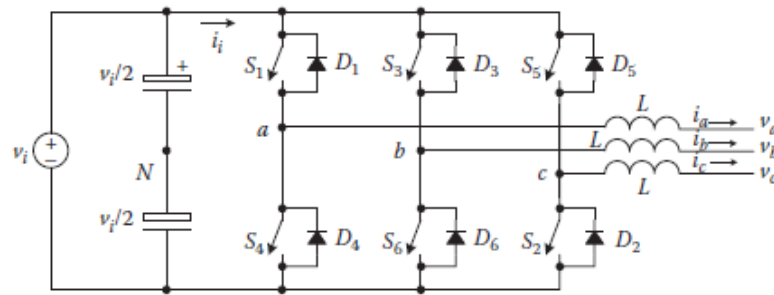 i_i
S_1 D_1 S_3 D_3 S_5 D_5
v_i/2 +
L
a i_a v_a
v_i + − N b L i_b
c i_c
L
v_i/2
S_4 D_4 S_6 D_6 S_2 D_2